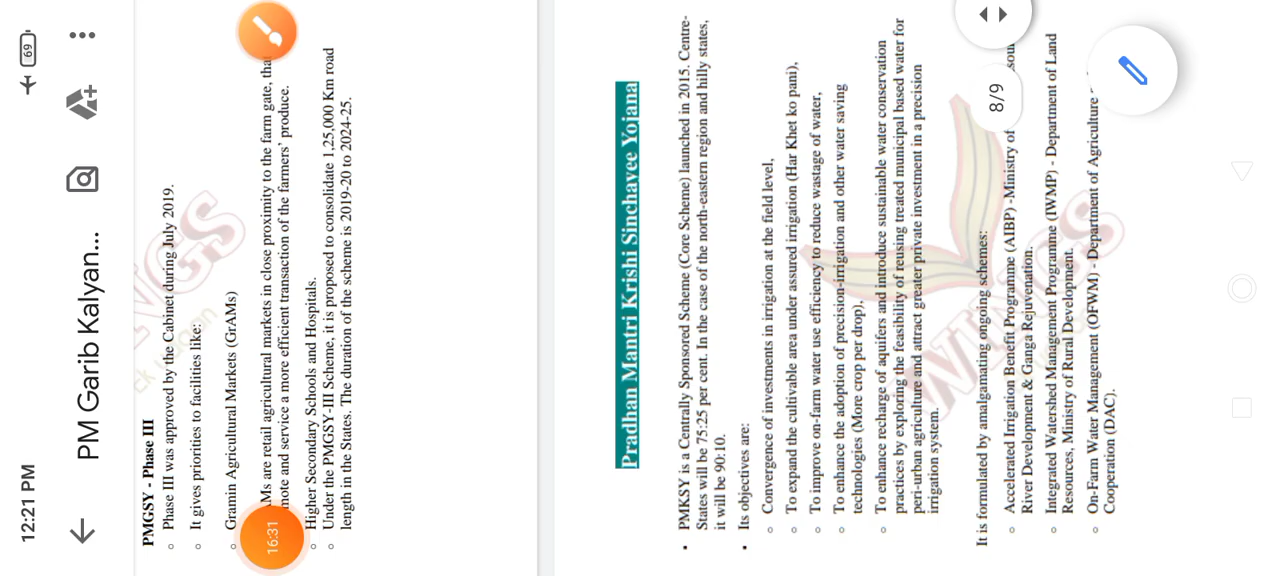 12:21 PM
69
PM Garib Kalyan...
PMGSY - Phase III
Phase III was approved by the Cabinet during July 2019.
It gives priorities to facilities like:
Gramin Agricultural Markets (GrAMs)
AMs are retail agricultural markets in close proximity to the farm gate, that
mote and service a more efficient transaction of the farmers' produce.
Higher Secondary Schools and Hospitals.
Under the PMGSY-III Scheme, it is proposed to consolidate 1,25,000 Km road
length in the States. The duration of the scheme is 2019-20 to 2024-25.
16:31
Pradhan Mantri Krishi Sinchayee Yojana
PMKSY is a Centrally Sponsored Scheme (Core Scheme) launched in 2015. Centre-
States will be 75:25 per cent. In the case of the north-eastern region and hilly states,
it will be 90:10.
Its objectives are:
Convergence of investments in irrigation at the field level,
To expand the cultivable area under assured irrigation (Har Khet ko pani),
To improve on-farm water use efficiency to reduce wastage of water,
To enhance the adoption of precision-irrigation and other water saving
technologies (More crop per drop),
To enhance recharge of aquifers and introduce sustainable water conservation
practices by exploring the feasibility of reusing treated municipal based water for
peri-urban agriculture and attract greater private investment in a precision
irrigation system.
It is formulated by amalgamating ongoing schemes:
Accelerated Irrigation Benefit Programme (AIBP) -Ministry of
River Development & Ganga Rejuvenation.
Integrated Watershed Management Programme (IWMP) - Department of Land
Resources, Ministry of Rural Development.
On-Farm Water Management (OFWM) - Department of Agriculture
Cooperation (DAC).
8/9
WINGS